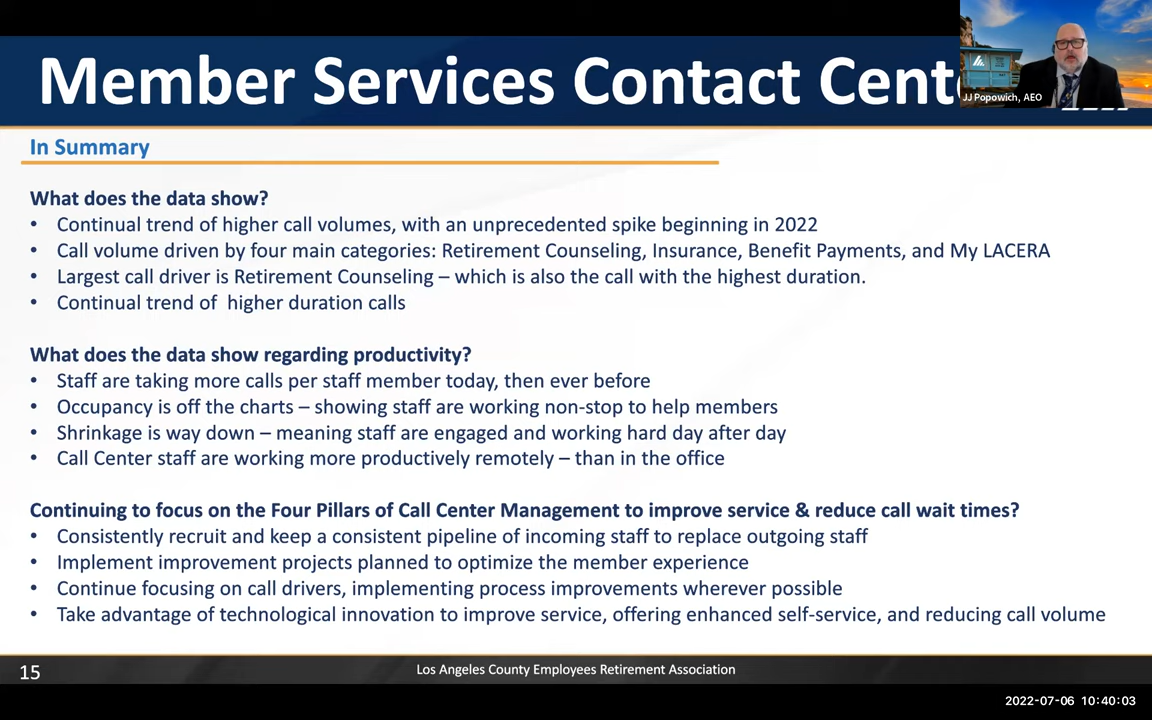 Member Services Contact Cent
JJ Popowich, AEO
In Summary
What does the data show?
• Continual trend of higher call volumes, with an unprecedented spike beginning in 2022
• Call volume driven by four main categories: Retirement Counseling, Insurance, Benefit Payments, and My LACERA
• Largest call driver is Retirement Counseling – which is also the call with the highest duration.
• Continual trend of higher duration calls
What does the data show regarding productivity?
• Staff are taking more calls per staff member today, then ever before
• Occupancy is off the charts – showing staff are working non-stop to help members
• Shrinkage is way down – meaning staff are engaged and working hard day after day
• Call Center staff are working more productively remotely – than in the office
Continuing to focus on the Four Pillars of Call Center Management to improve service & reduce call wait times?
• Consistently recruit and keep a consistent pipeline of incoming staff to replace outgoing staff
• Implement improvement projects planned to optimize the member experience
• Continue focusing on call drivers, implementing process improvements wherever possible
• Take advantage of technological innovation to improve service, offering enhanced self-service, and reducing call volume
15
Los Angeles County Employees Retirement Association
2022-07-06 10:40:03